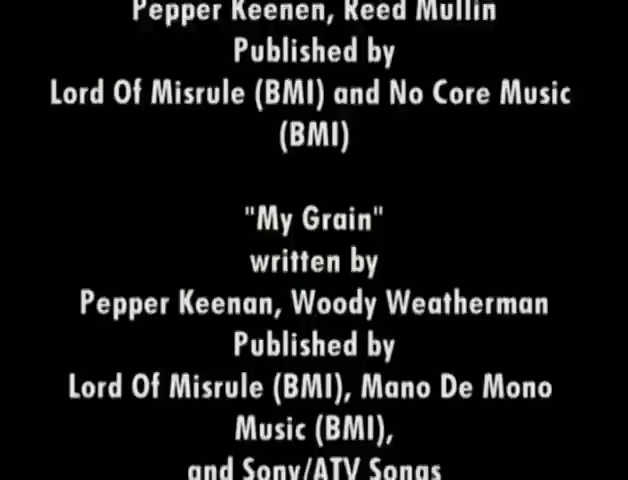 Pepper Keenen, Reed Mullin
Published by
Lord Of Misrule (BMI) and No Core Music
(BMI)
"My Grain"
written by
Pepper Keenan, Woody Weatherman
Published by
Lord Of Misrule (BMI), Mano De Mono
Music (BMI),
and Sony/ATV Songs